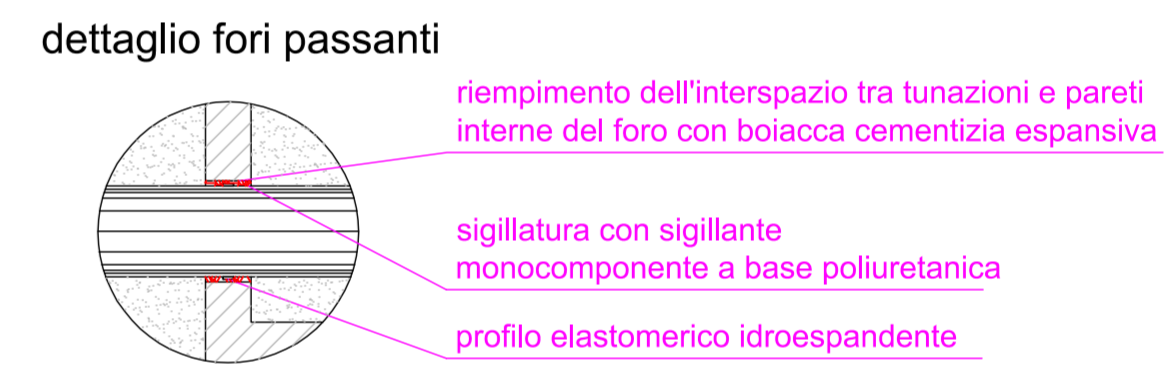 dettaglio fori passanti
riempimento dell'interspazio tra tunazioni e pareti
interne del foro con boiacca cementizia espansiva
sigillatura con sigillante
monocomponente a base poliuretanica
profilo elastomerico idroespandente